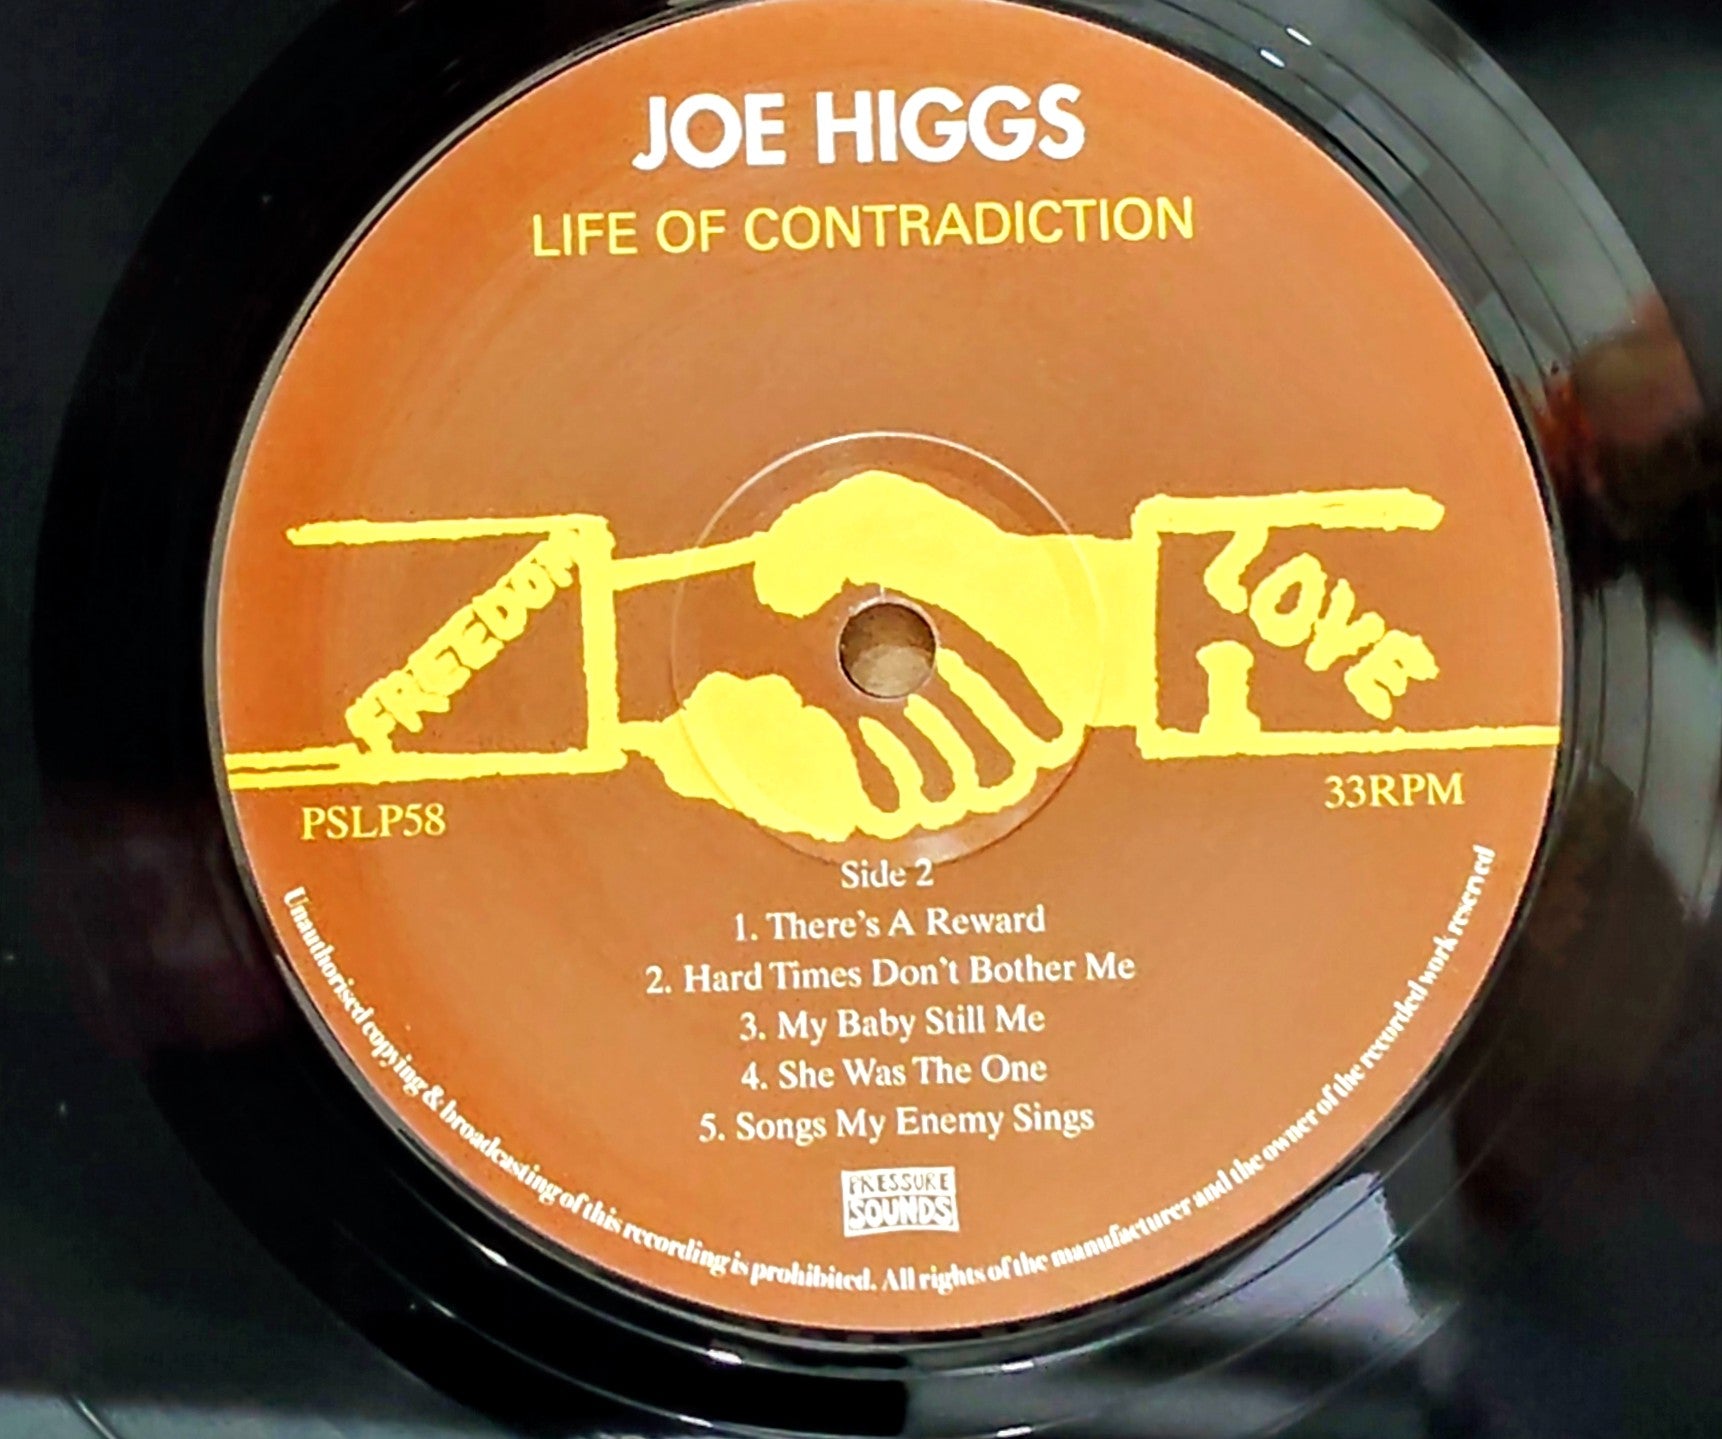 JOE HIGGS
LIFE OF CONTRADICTION
FREEDOM
LOVE
PSLP58
33RPM
Side 2
1. There's A Reward
2. Hard Times Don't Bother Me
3. My Baby Still Me
4. She Was The One
5. Songs My Enemy Sings
PRESSURE
SOUNDS
Unauthorised copying & broadcasting of this recording is prohibited. All rights of the manufacturer and the owner of the recorded work reserved